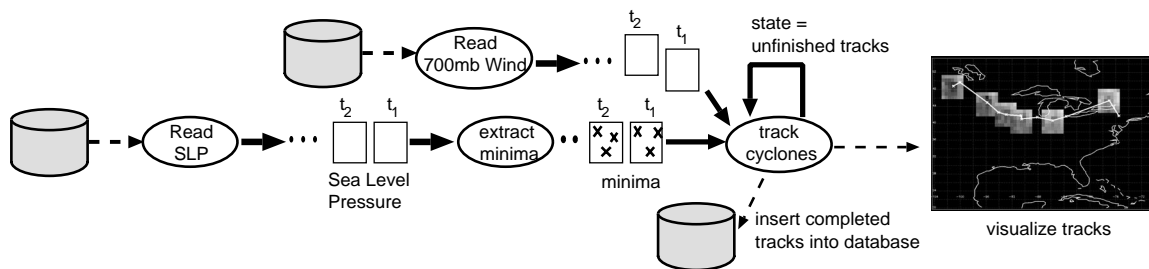 t2
t1
state =
unfinished tracks
Read
700mb Wind
t2
t1
t2
t1
Read
SLP
extract
minima
track
cyclones
Sea Level
Pressure
minima
insert completed
tracks into database
visualize tracks